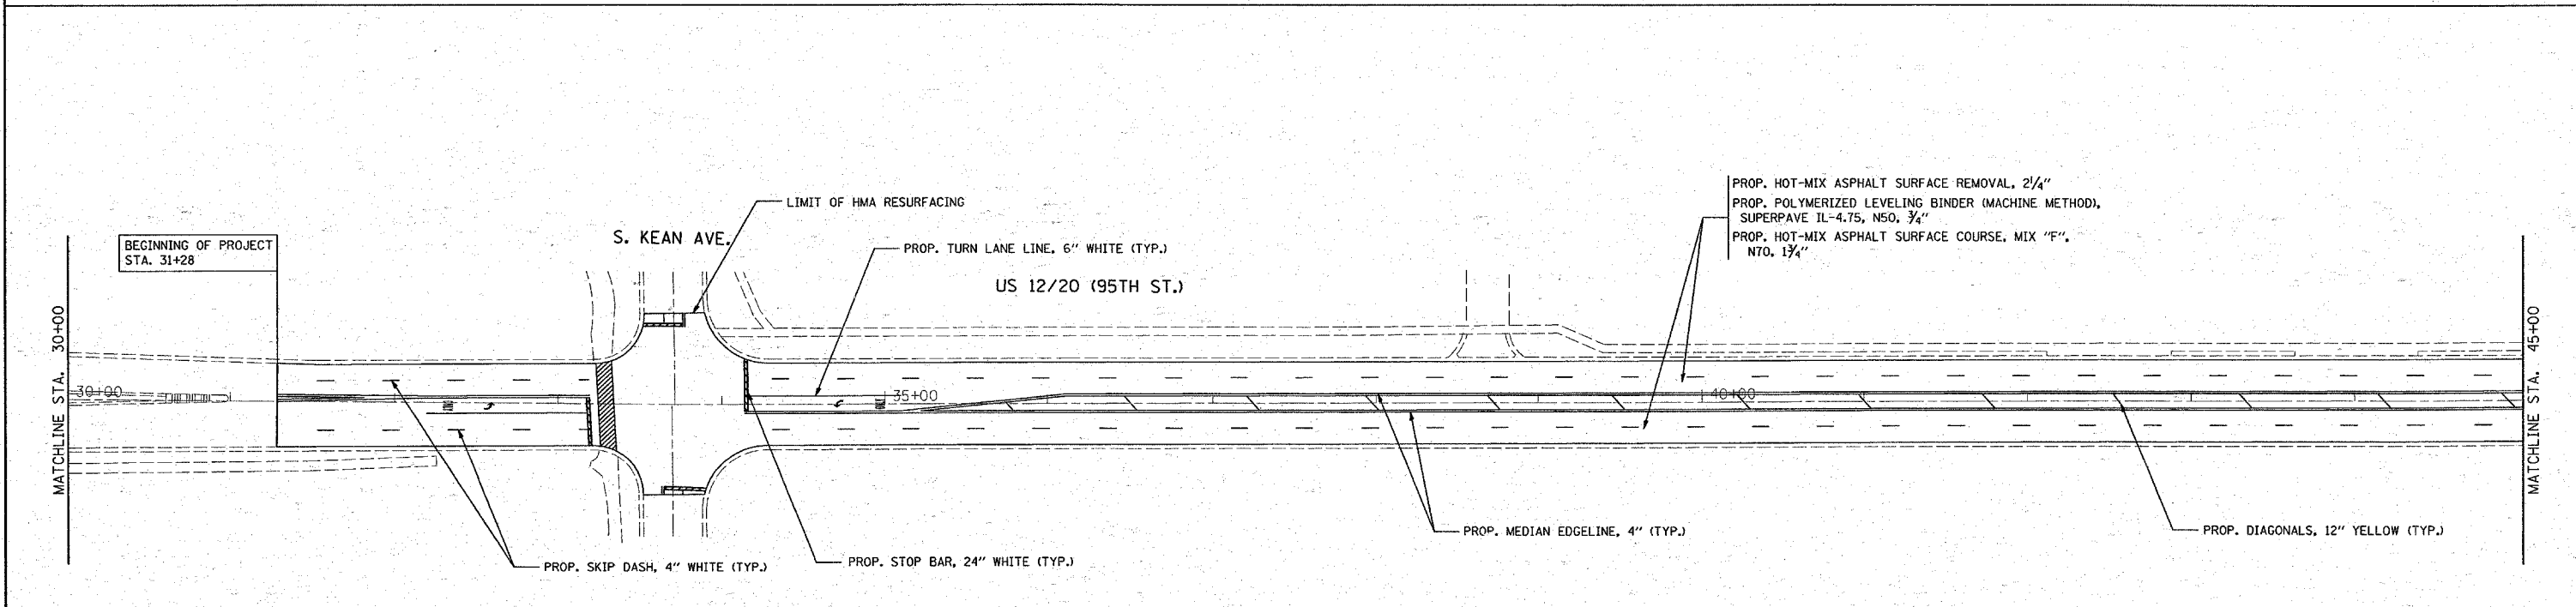 PROP. HOT-MIX ASPHALT SURFACE REMOVAL, 2 1/4"
PROP. POLYMERIZED LEVELING BINDER (MACHINE METHOD),
SUPERPAVE IL-4.75, N50, 3/4"
PROP. HOT-MIX ASPHALT SURFACE COURSE, MIX "F",
N70, 1 3/4"
LIMIT OF HMA RESURFACING
S. KEAN AVE.
BEGINNING OF PROJECT
STA. 31+28
PROP. TURN LANE LINE, 6" WHITE (TYP.)
US 12/20 (95TH ST.)
MATCHLINE STA. 30+00
30+00
35+00
40+00
MATCHLINE STA. 45+00
PROP. MEDIAN EDGELINE, 4" (TYP.)
PROP. DIAGONALS, 12" YELLOW (TYP.)
PROP. STOP BAR, 24" WHITE (TYP.)
PROP. SKIP DASH, 4" WHITE (TYP.)